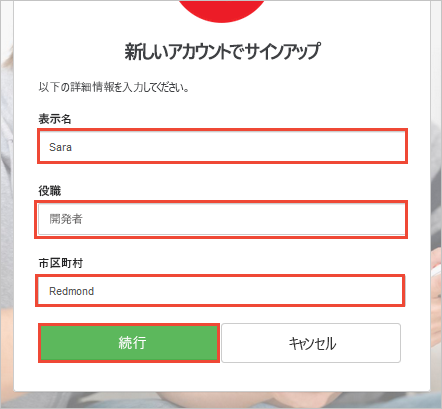 新しいアカウントでサインアップ
以下の詳細情報を入力してください。
表示名
Sara
役職
開発者
市区町村
Redmond
続行
キャンセル